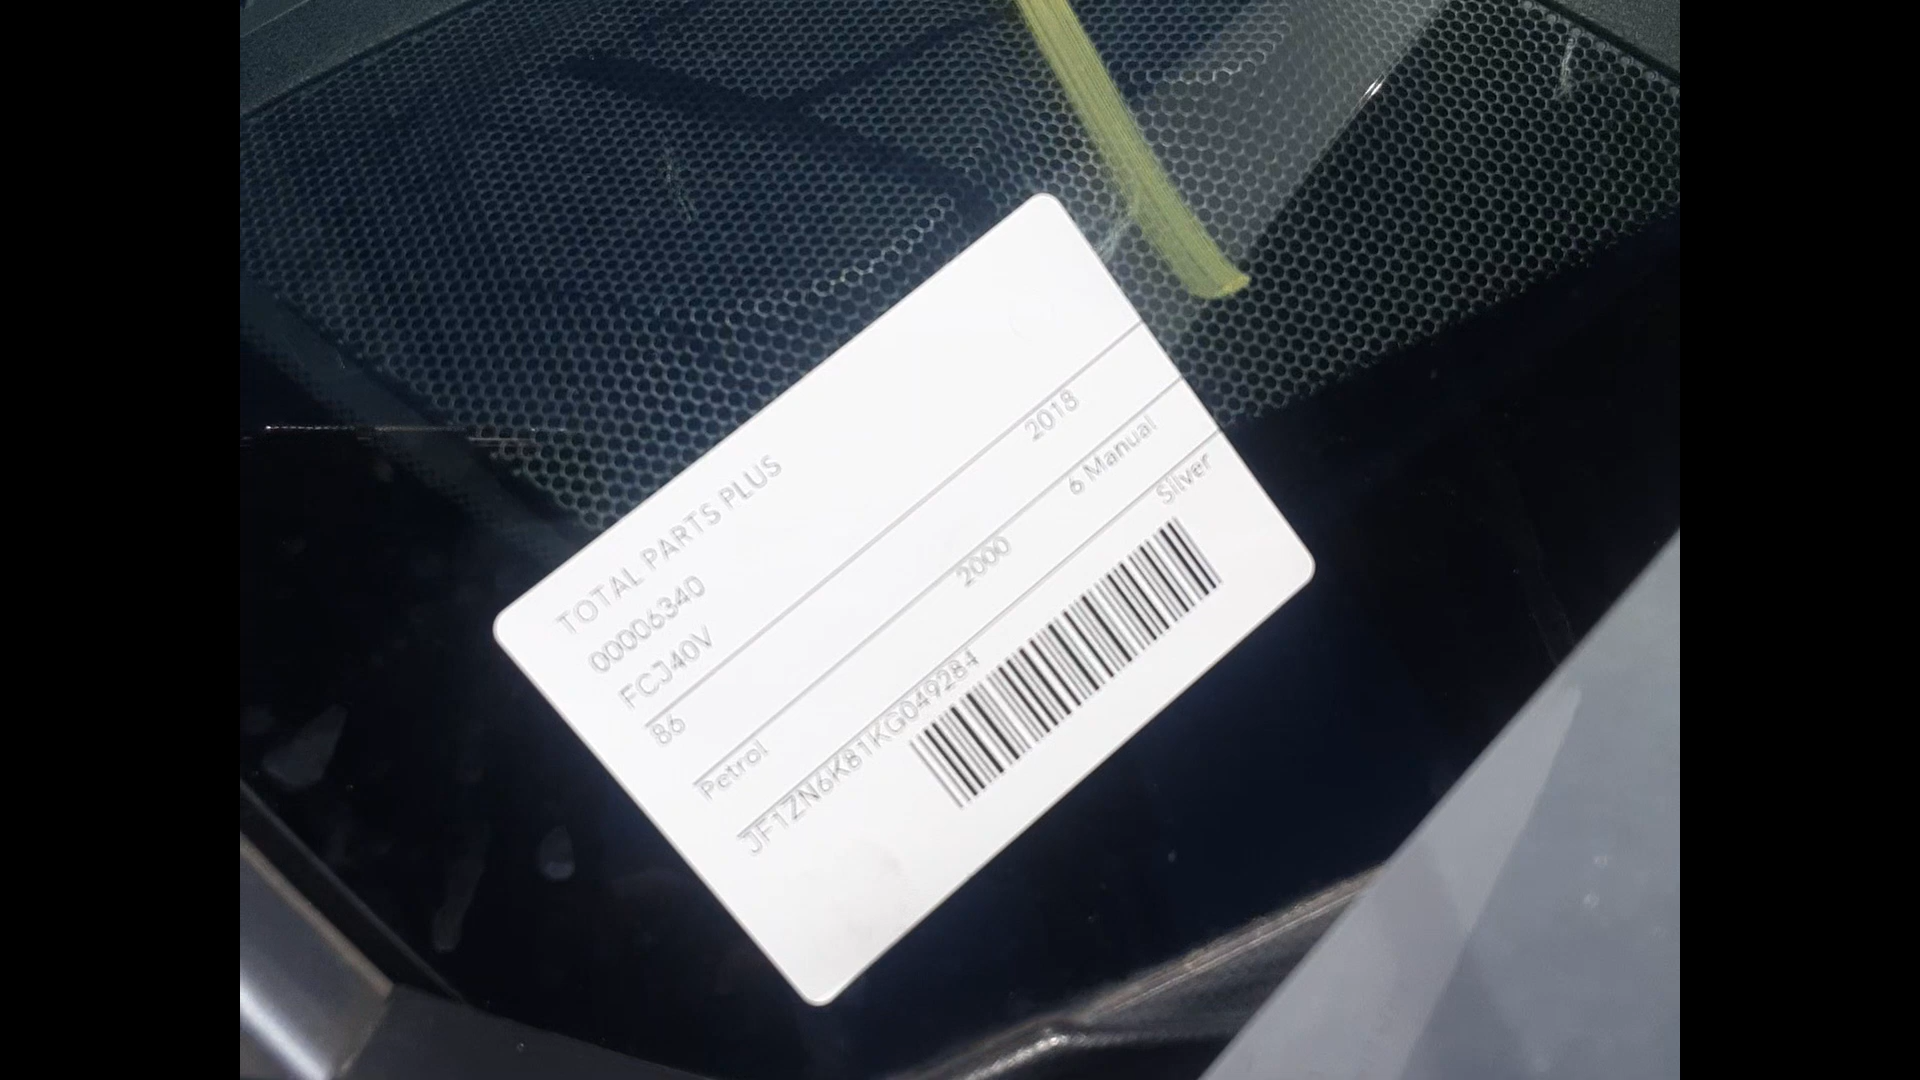 TOTAL PARTS PLUS
00006340
FCJ40V
86 2018
Petrol 2000 6 Manual
JF1ZN6K81KG049284 Silver